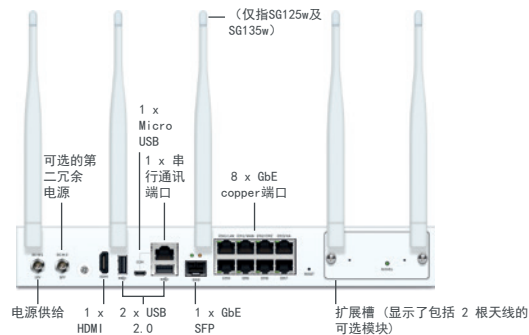 （仅指SG125w及
SG135w）
1 x
Micro
USB
可选的第
二冗余
电源
1 x 串
行通讯
端口
8 x GbE
copper端口
电源供给
1 x
HDMI
2 x USB
2.0
1 x GbE
SFP
扩展槽 (显示了包括 2 根天线的
可选模块)